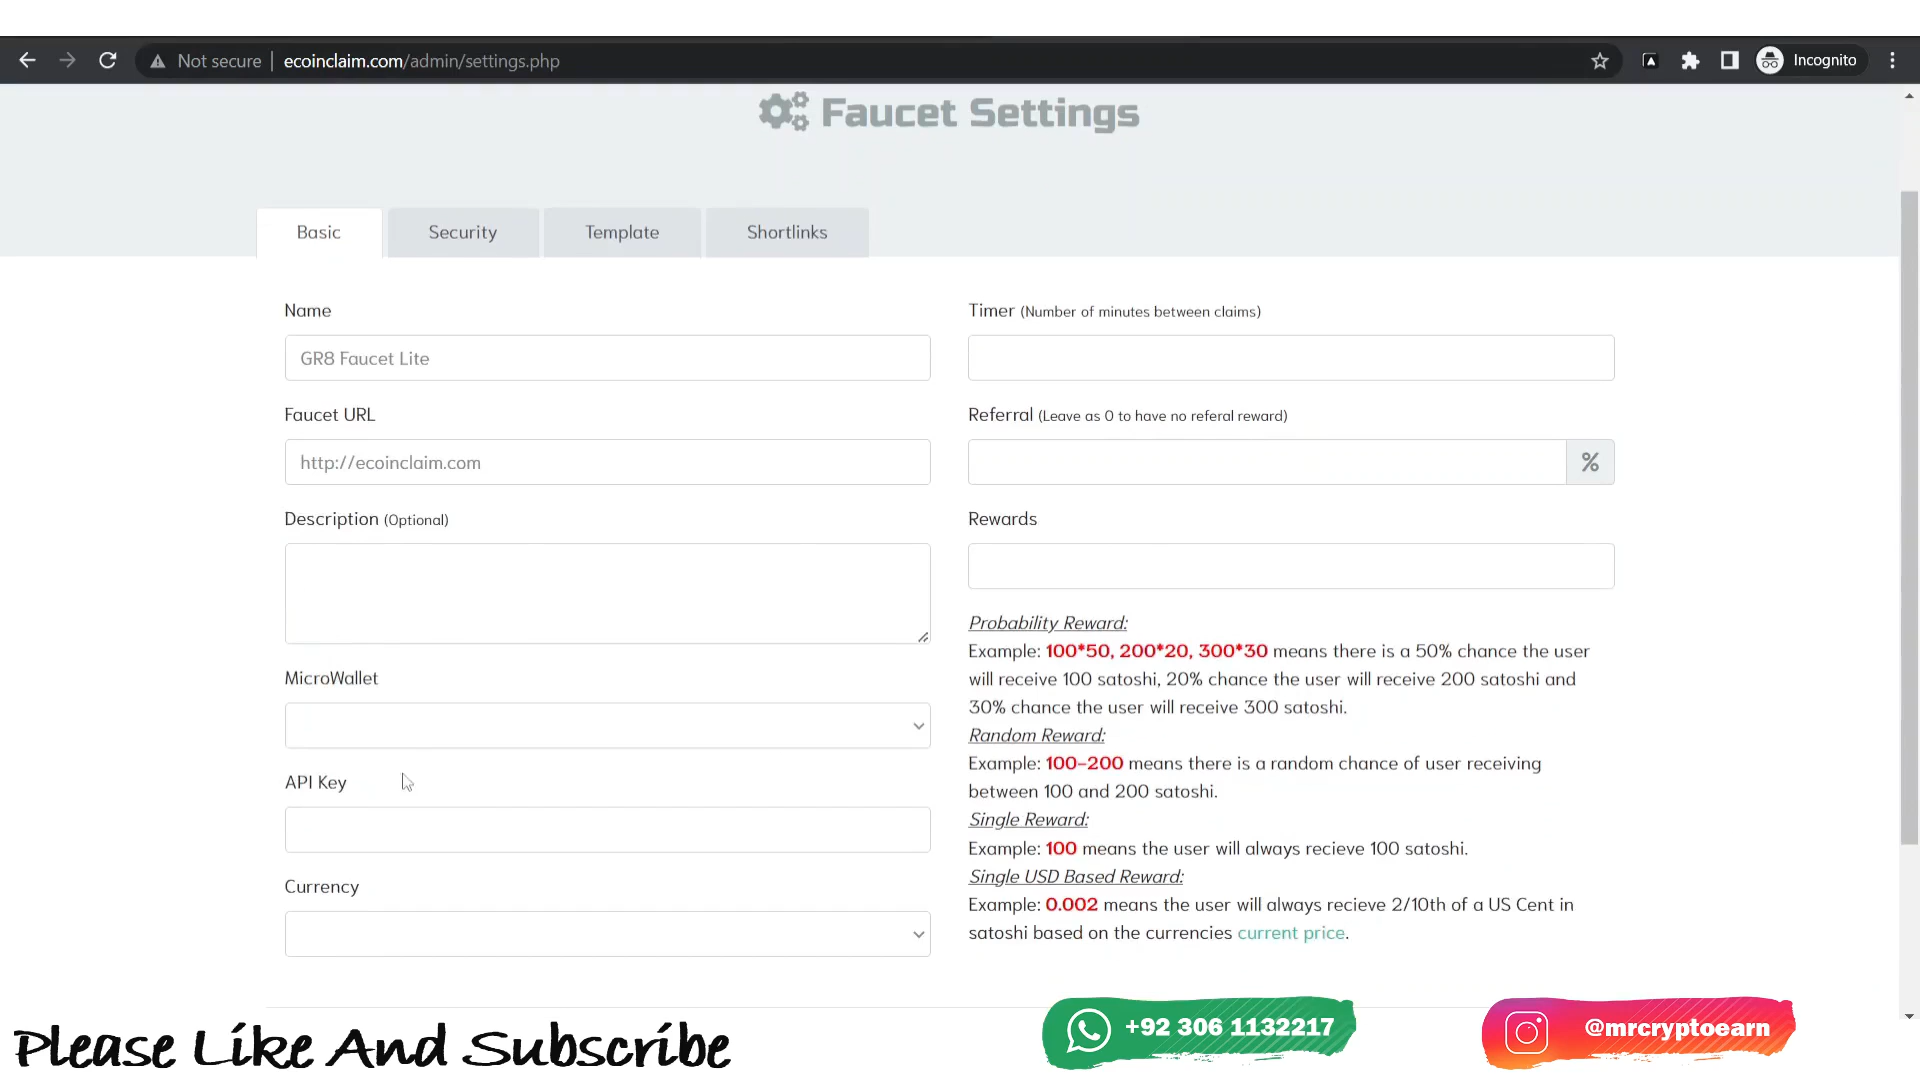 Not secure | ecoinclaim.com/admin/settings.php
Incognito
Faucet Settings
Basic
Security
Template
Shortlinks
Name
GR8 Faucet Lite
Faucet URL
http://ecoinclaim.com
Description (Optional)
MicroWallet
API Key
Currency
Timer (Number of minutes between claims)
Referral (Leave as 0 to have no referal reward)
%
Rewards
Probability Reward:
Example: 100*50, 200*20, 300*30 means there is a 50% chance the user
will receive 100 satoshi, 20% chance the user will receive 200 satoshi and
30% chance the user will receive 300 satoshi.
Random Reward:
Example: 100-200 means there is a random chance of user receiving
between 100 and 200 satoshi.
Single Reward:
Example: 100 means the user will always recieve 100 satoshi.
Single USD Based Reward:
Example: 0.002 means the user will always recieve 2/10th of a US Cent in
satoshi based on the currencies current price.
Please Like And Subscribe
+92 306 1132217
@mrcryptoearn